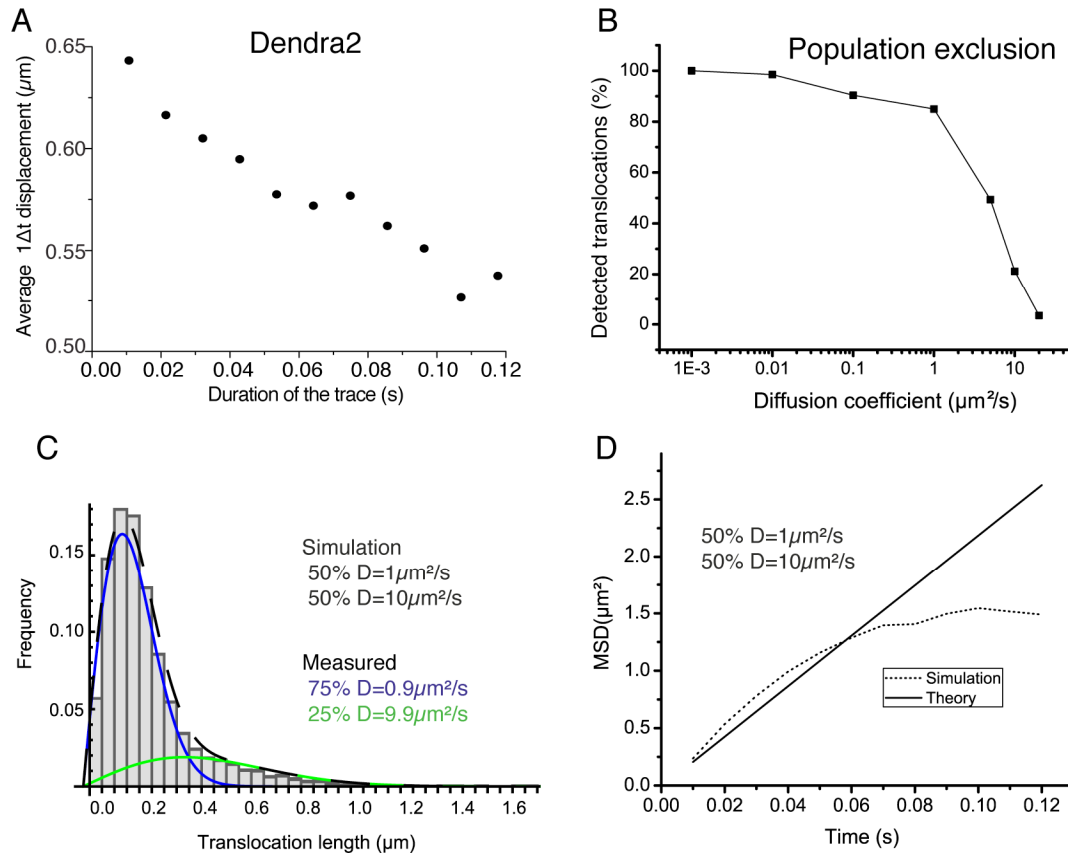 A
Dendra2
Average 1Δt displacement (µm)
0.65
0.60
0.55
0.50
0.00 0.02 0.04 0.06 0.08 0.10 0.12
Duration of the trace (s)
B
Population exclusion
Detected translocations (%)
100
80
60
40
20
0
1E-3 0.01 0.1 1 10
Diffusion coefficient (µm²/s)
C
Frequency
0.15
0.10
0.05
0.0 0.2 0.4 0.6 0.8 1.0 1.2 1.4 1.6
Translocation length (µm)
Simulation
50% D=1µm²/s
50% D=10µm²/s
Measured
75% D=0.9µm²/s
25% D=9.9µm²/s
D
MSD(µm²)
2.5
2.0
1.5
1.0
0.5
0.0
0.00 0.02 0.04 0.06 0.08 0.10 0.12
Time (s)
50% D=1µm²/s
50% D=10µm²/s
Simulation
Theory